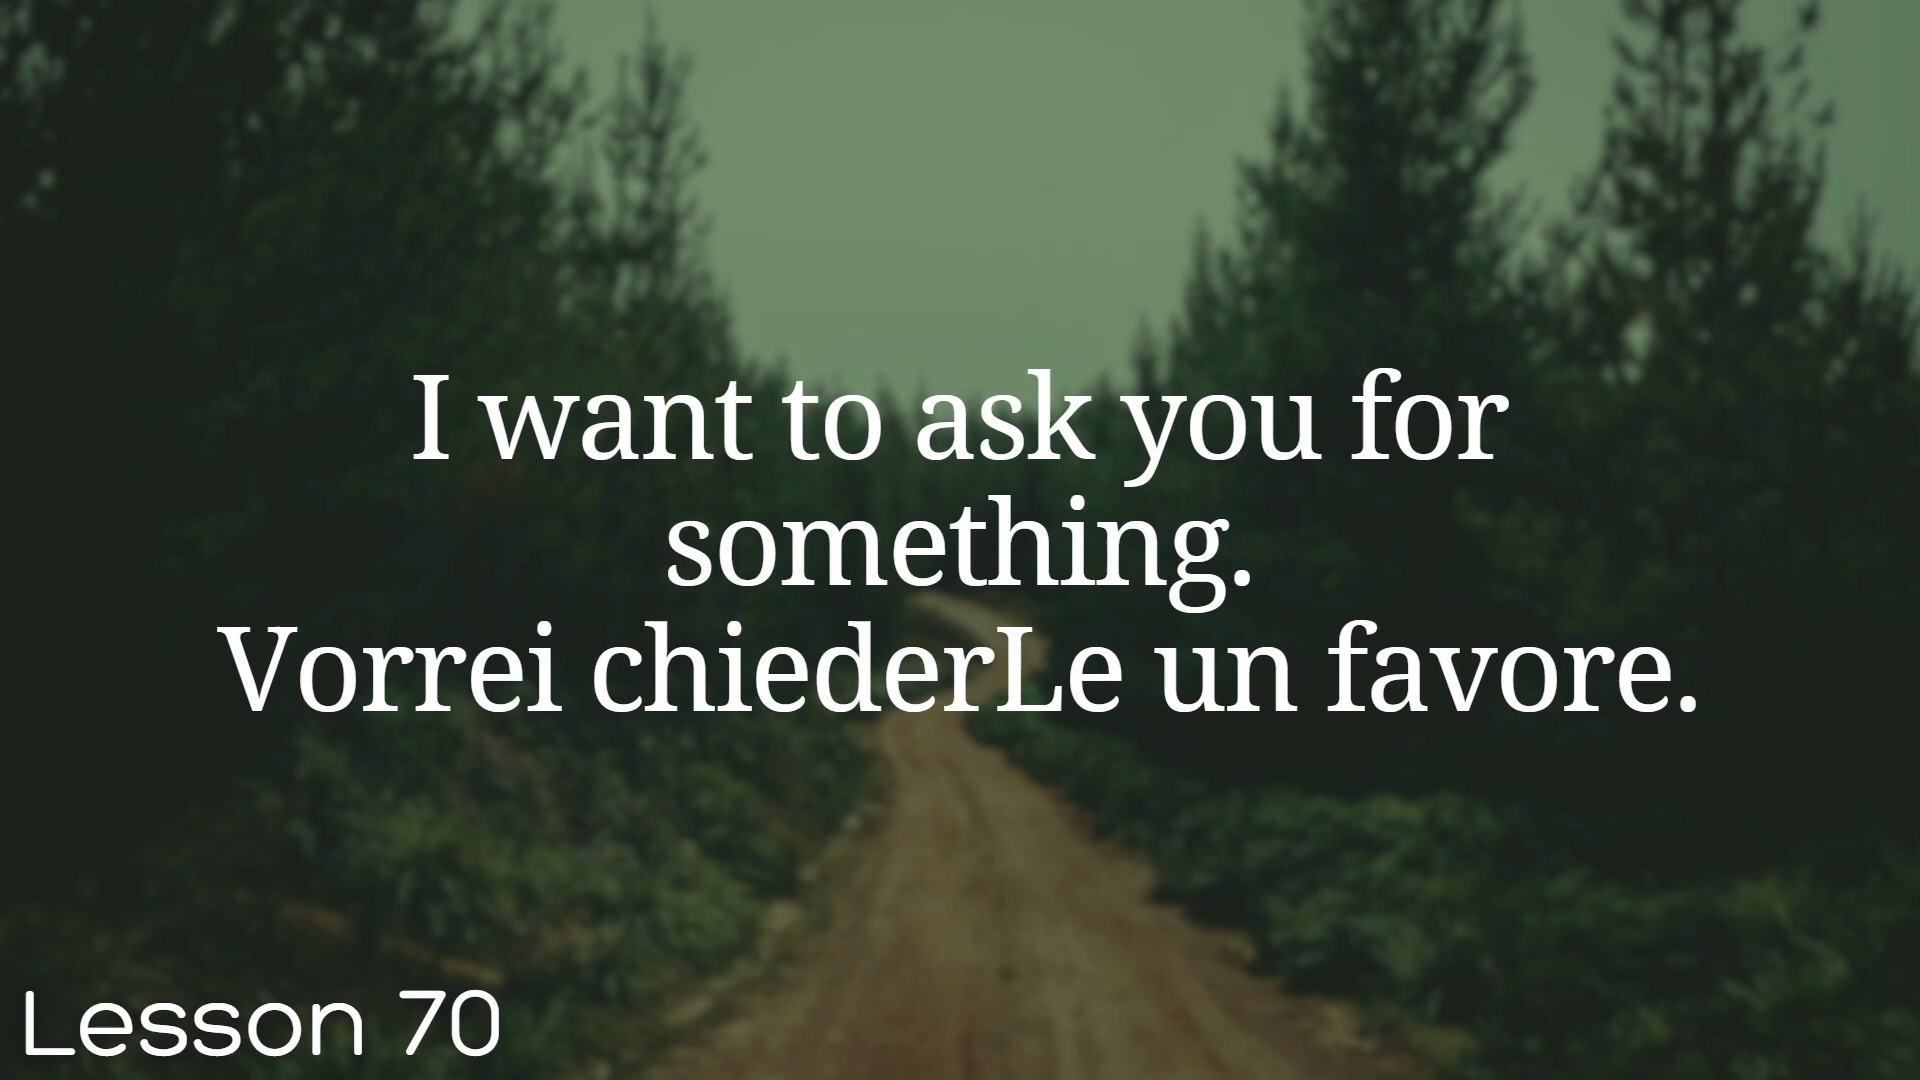 I want to ask you for
something.
Vorrei chiederLe un favore.
Lesson 70